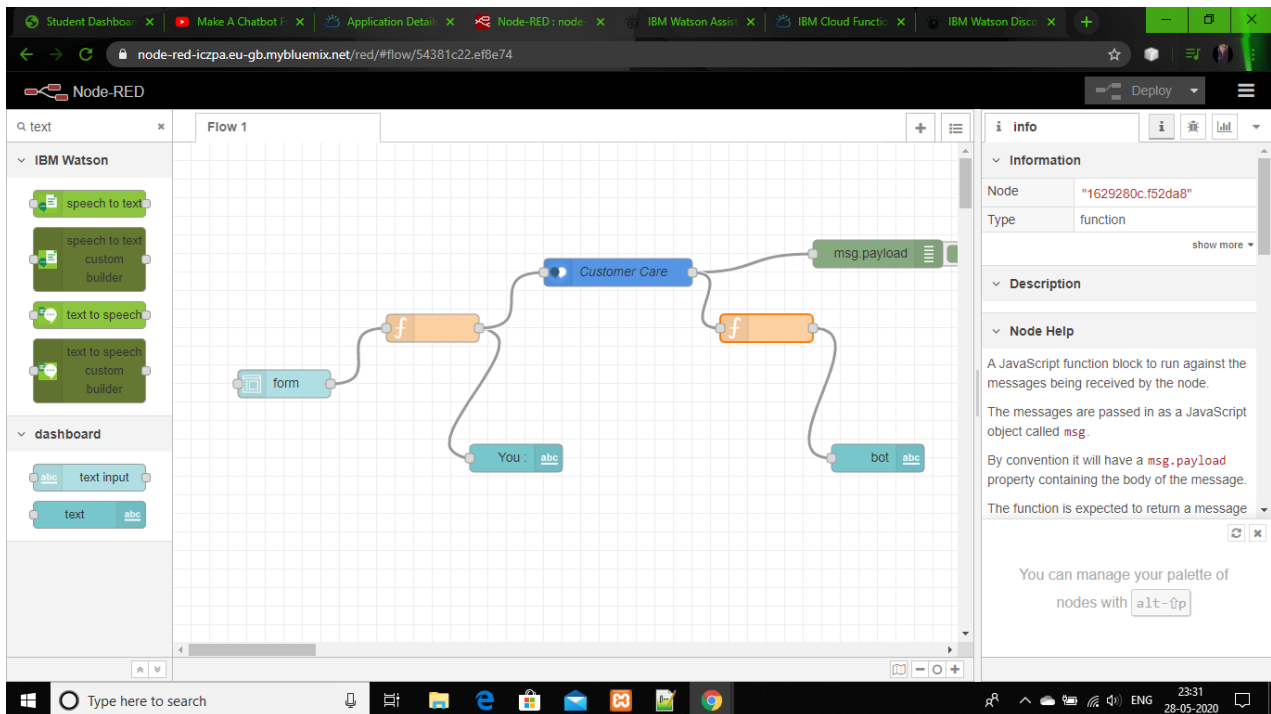 Student Dashboar
Make A Chatbot F
Application Detail
Node-RED : node-
IBM Watson Assist
IBM Cloud Functio
IBM Watson Disco
node-red-iczpa.eu-gb.mybluemix.net/red/#flow/54381c22.ef8e74
Node-RED
Deploy
text
IBM Watson
speech to text
speech to text
custom
builder
text to speech
text to speech
custom
builder
dashboard
abc text input
text abc
Flow 1
form
f
Customer Care
msg.payload
f
You : abc
bot abc
i info
i
Information
Node "1629280c.f52da8"
Type function
show more
Description
Node Help
A JavaScript function block to run against the
messages being received by the node.
The messages are passed in as a JavaScript
object called msg.
By convention it will have a msg.payload
property containing the body of the message.
The function is expected to return a message
You can manage your palette of
nodes with alt-⇧p
Type here to search
ENG
23:31
28-05-2020